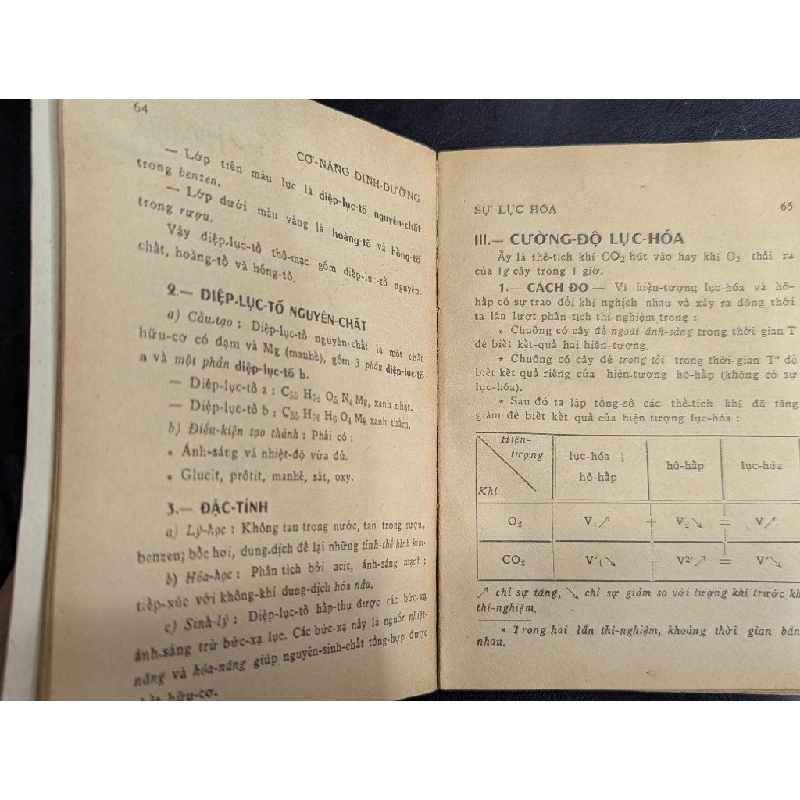 64
CƠ-NĂNG DINH-DƯỠNG
— Lớp trên màu lục là diệp-lục-tố nguyên-chất
trong benzen.
— Lớp dưới màu vàng là hoàng-tố và hồng-tố
trong rượu.
Vậy diệp-lục-tố thô-mạc gồm diệp-lục-tố nguyên
chất, hoàng-tố và hồng-tố.
2.— DIỆP-LỤC-TỐ NGUYÊN-CHẤT
a) Cấu-tạo : Diệp-lục-tố nguyên-chất là một chất
hữu-cơ có đạm và Mg (manhê), gồm 3 phần diệp-lục-tố
a và một phần diệp-lục-tố b.
— Diệp-lục-tố a : C55 H72 O5 N4 Mg, xanh nhạt.
— Diệp-lục-tố b : C55 H70 O6 N4 Mg xanh thẫm.
b) Điều-kiện tạo thành : Phải có :
* Ánh-sáng và nhiệt-độ vừa đủ.
* Glucit, prôtit, manhê, sắt, oxy.
3.— ĐẶC-TÍNH
a) Lý-học : Không tan trong nước, tan trong rượu,
benzen; bốc hơi, dung-dịch để lại những tinh-thể hình kim.
b) Hóa-học : Phân-tích bởi acit, ánh-sáng mạnh ;
tiếp-xúc với không-khí dung-dịch hóa nâu.
c) Sinh-lý : Diệp-lục-tố hấp-thu được các bức-xạ
ánh-sáng trừ bức-xạ lục. Các bức-xạ nầy là nguồn nhiệt-
năng và hóa-năng giúp nguyên-sinh-chất tổng-hợp được
chất hữu-cơ.
SỰ LỤC HÓA 65
III.— CƯỜNG-ĐỘ LỤC-HÓA
Ấy là thể-tích khí CO2 hút vào hay khí O2 thải ra
của 1g cây trong 1 giờ.
1.— CÁCH ĐO — Vì hiện-tượng lục-hóa và hô-
hấp có sự trao đổi khí nghịch nhau và xảy ra đồng thời
ta lần lượt phân-tích thí-nghiệm trong :
* Chuông có cây để ngoài ánh-sáng trong thời-gian T
để biết kết-quả hai hiện-tượng.
* Chuông có cây để trong tối trong thời-gian T* để
biết kết quả riêng của hiện-tượng hô-hấp (không có sự
lục-hóa).
* Sau đó ta lập tổng-số các thể-tích khí đã tăng
giảm để biết kết quả của hiện tượng lục-hóa :
Hiện-tượng
Khí
lục-hóa + hô-hấp
hô-hấp
lục-hóa
O2 V1↗ + V2↘ = V↗
CO2 V'1↘ — V2'↗ = V'↘
↗ chỉ sự tăng, ↘ chỉ sự giảm so với lượng khí trước kh
thí-nghiệm.
* Trong hai lần thí-nghiệm, khoảng thời gian bằn
nhau.